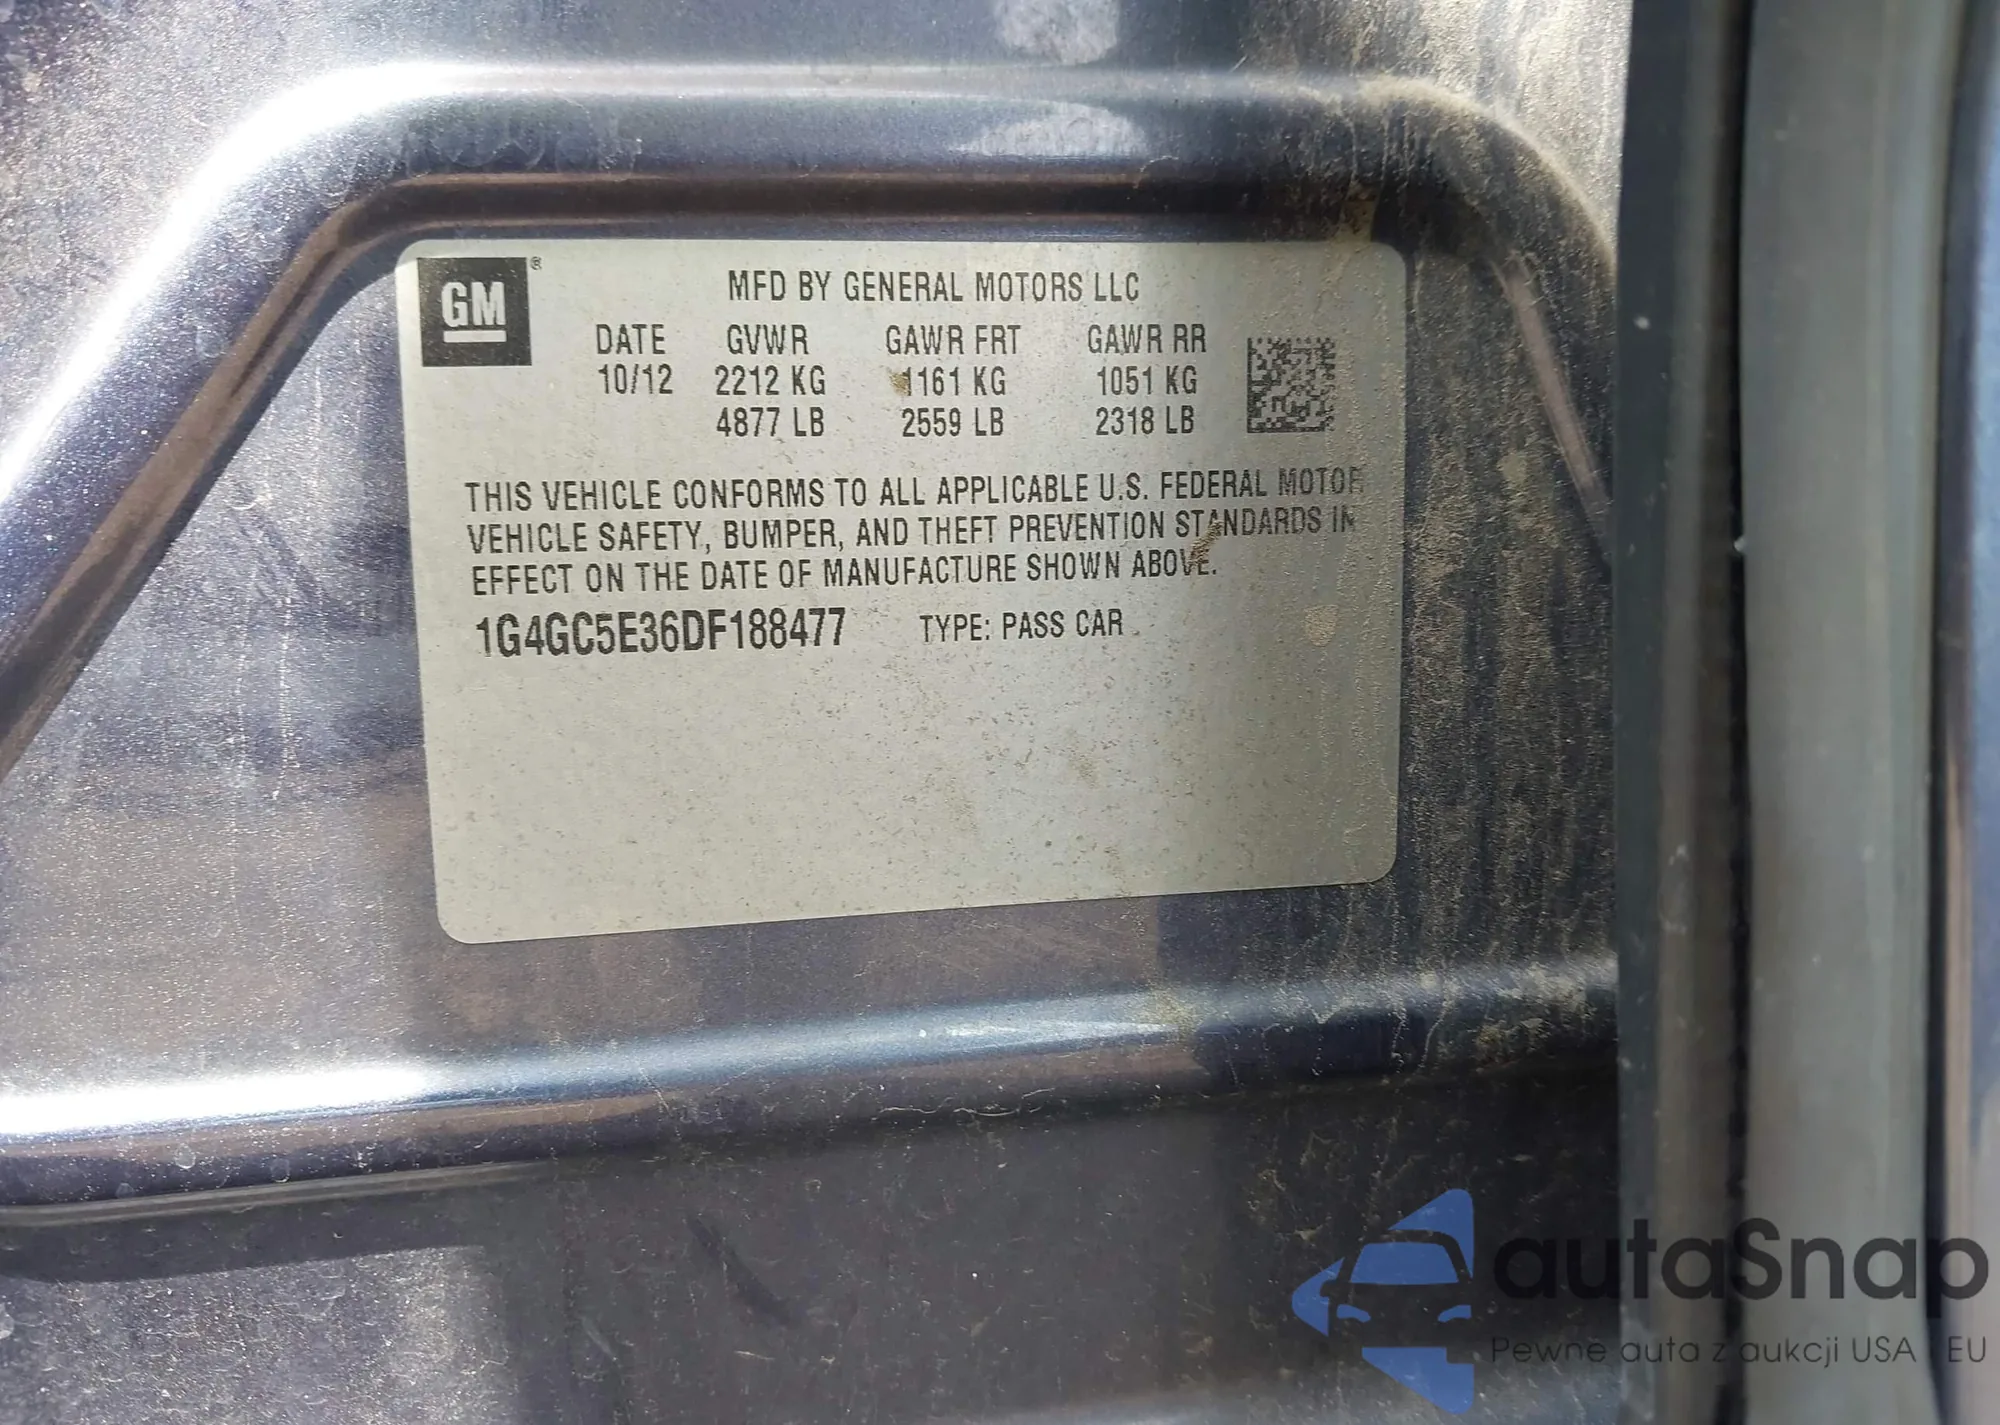 GM ®
MFD BY GENERAL MOTORS LLC
DATE GVWR GAWR FRT GAWR RR
10/12 2212 KG 1161 KG 1051 KG
4877 LB 2559 LB 2318 LB
THIS VEHICLE CONFORMS TO ALL APPLICABLE U.S. FEDERAL MOTOR
VEHICLE SAFETY, BUMPER, AND THEFT PREVENTION STANDARDS IN
EFFECT ON THE DATE OF MANUFACTURE SHOWN ABOVE.
1G4GC5E36DF188477 TYPE: PASS CAR
autaSnap
Pewne auta z aukcji USA i EU